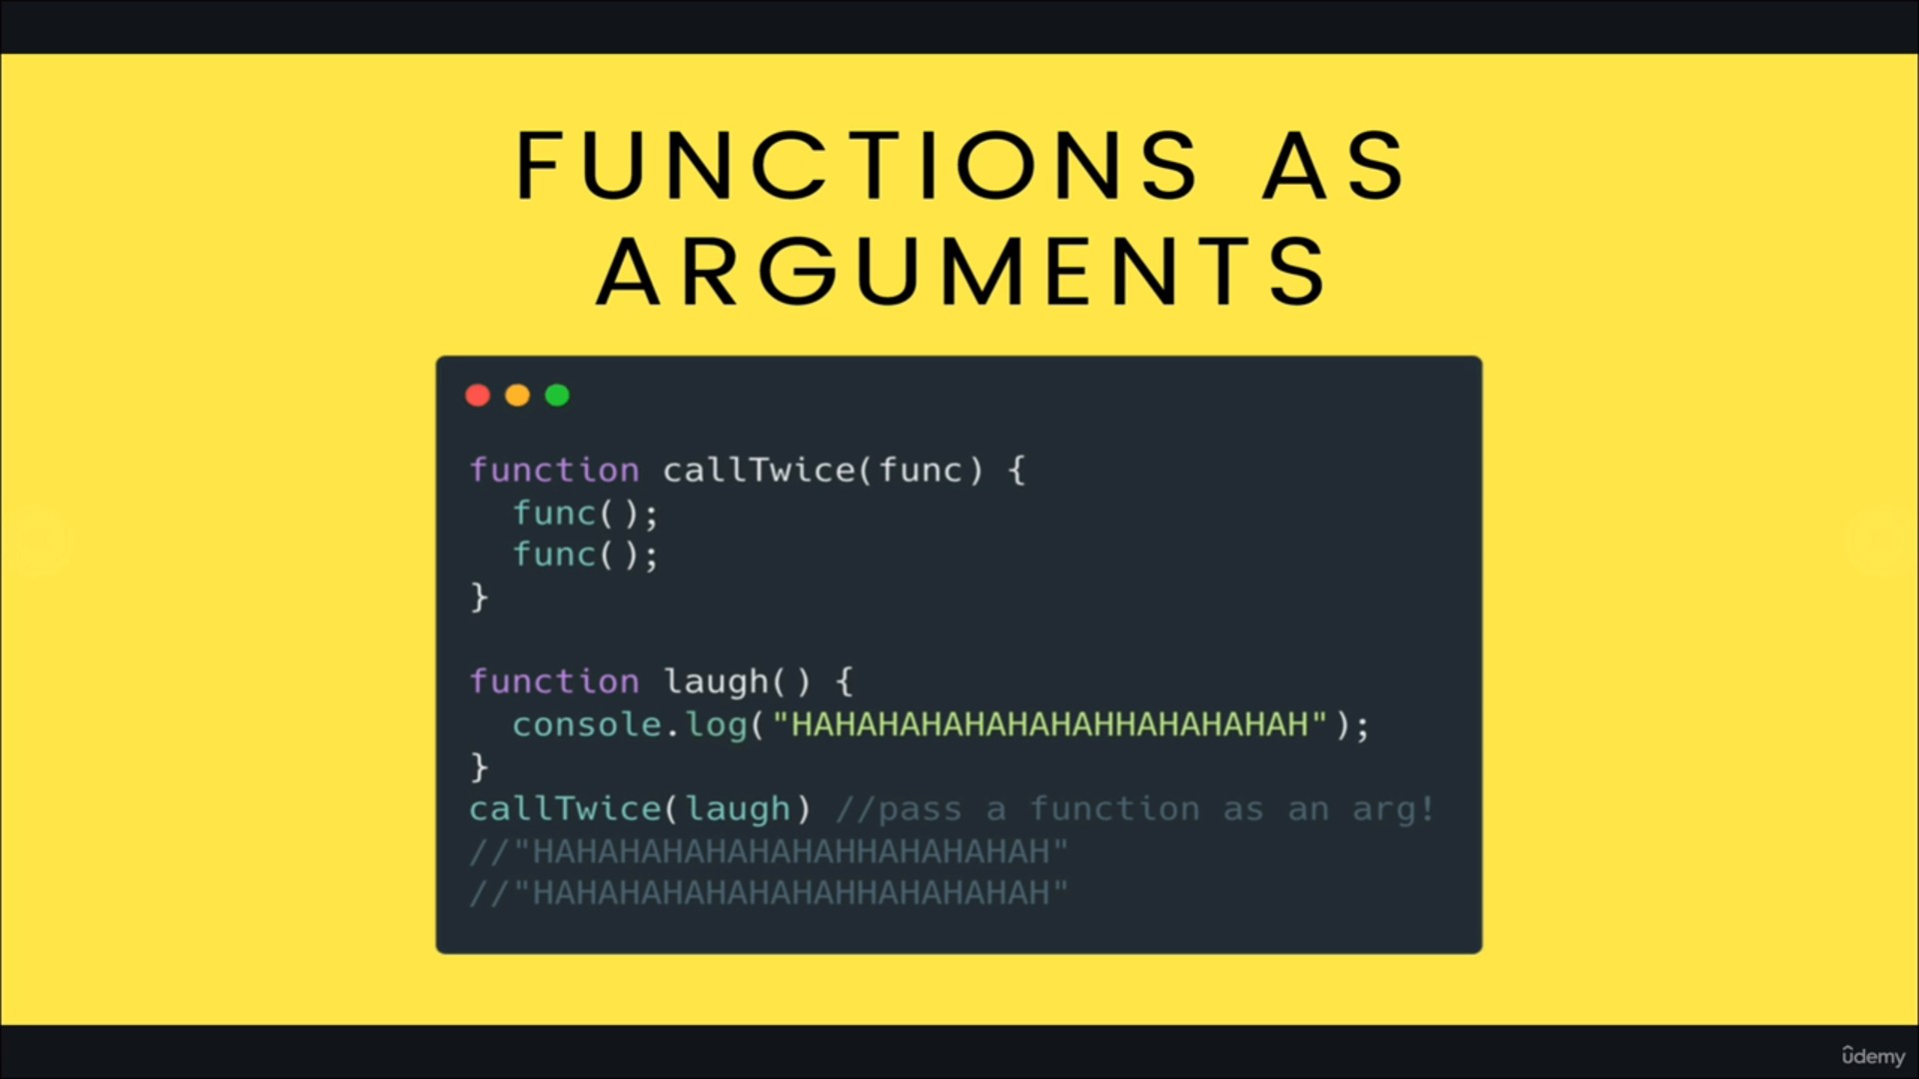 FUNCTIONS AS
ARGUMENTS
function callTwice(func) {
  func();
  func();
}
function laugh() {
  console.log("HAHAHAHAHAHAHAHHAHAHAHAH");
}
callTwice(laugh) //pass a function as an arg!
//"HAHAHAHAHAHAHAHHAHAHAHAH"
//"HAHAHAHAHAHAHAHHAHAHAHAH"
ûdemy